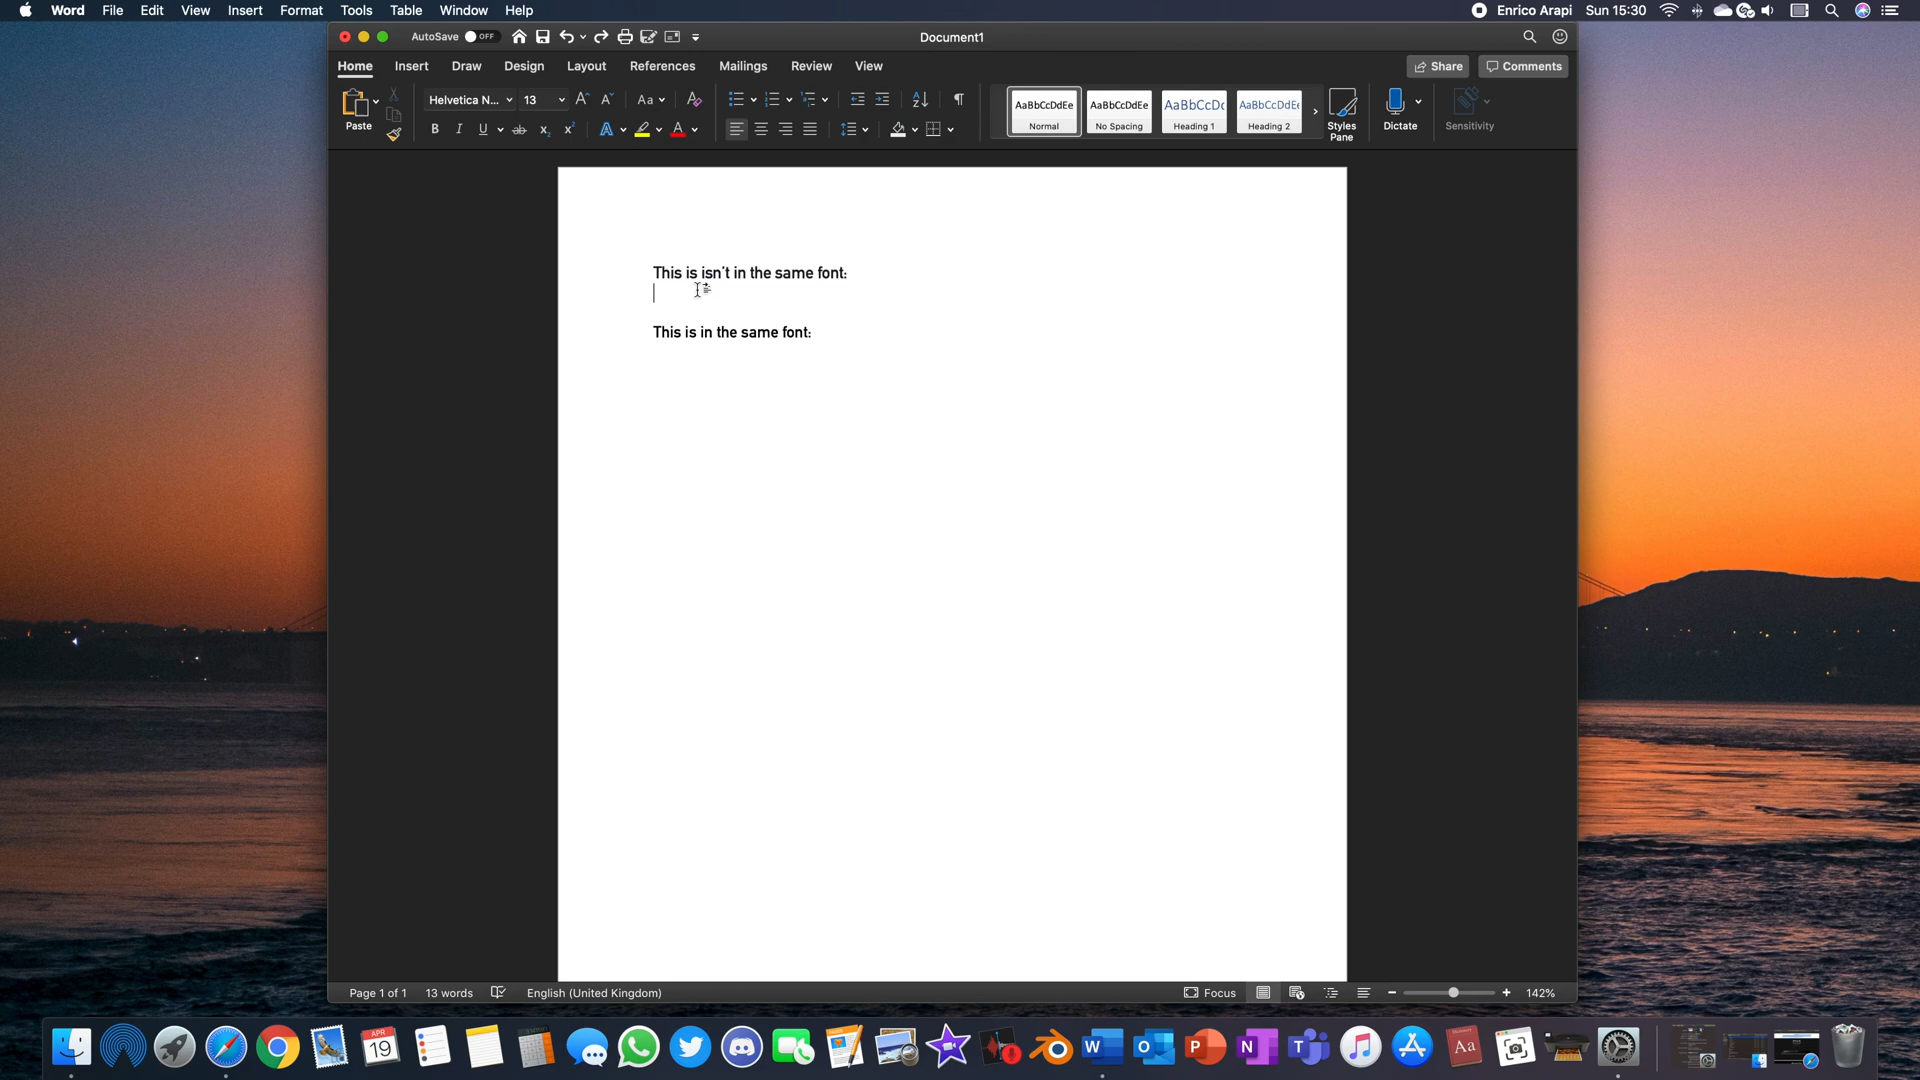 Word File Edit View Insert Format Tools Table Window Help Enrico Arapi Sun 15:30
AutoSave OFF Document1
Home Insert Draw Design Layout References Mailings Review View Share Comments
Paste Helvetica N... 13 Aa AaBbCcDdEe AaBbCcDdEe AaBbCcDc AaBbCcDdEe Styles Pane Dictate Sensitivity
Normal No Spacing Heading 1 Heading 2
This is isn't in the same font:
This is in the same font:
Page 1 of 1 13 words English (United Kingdom) Focus 142%
APR
19